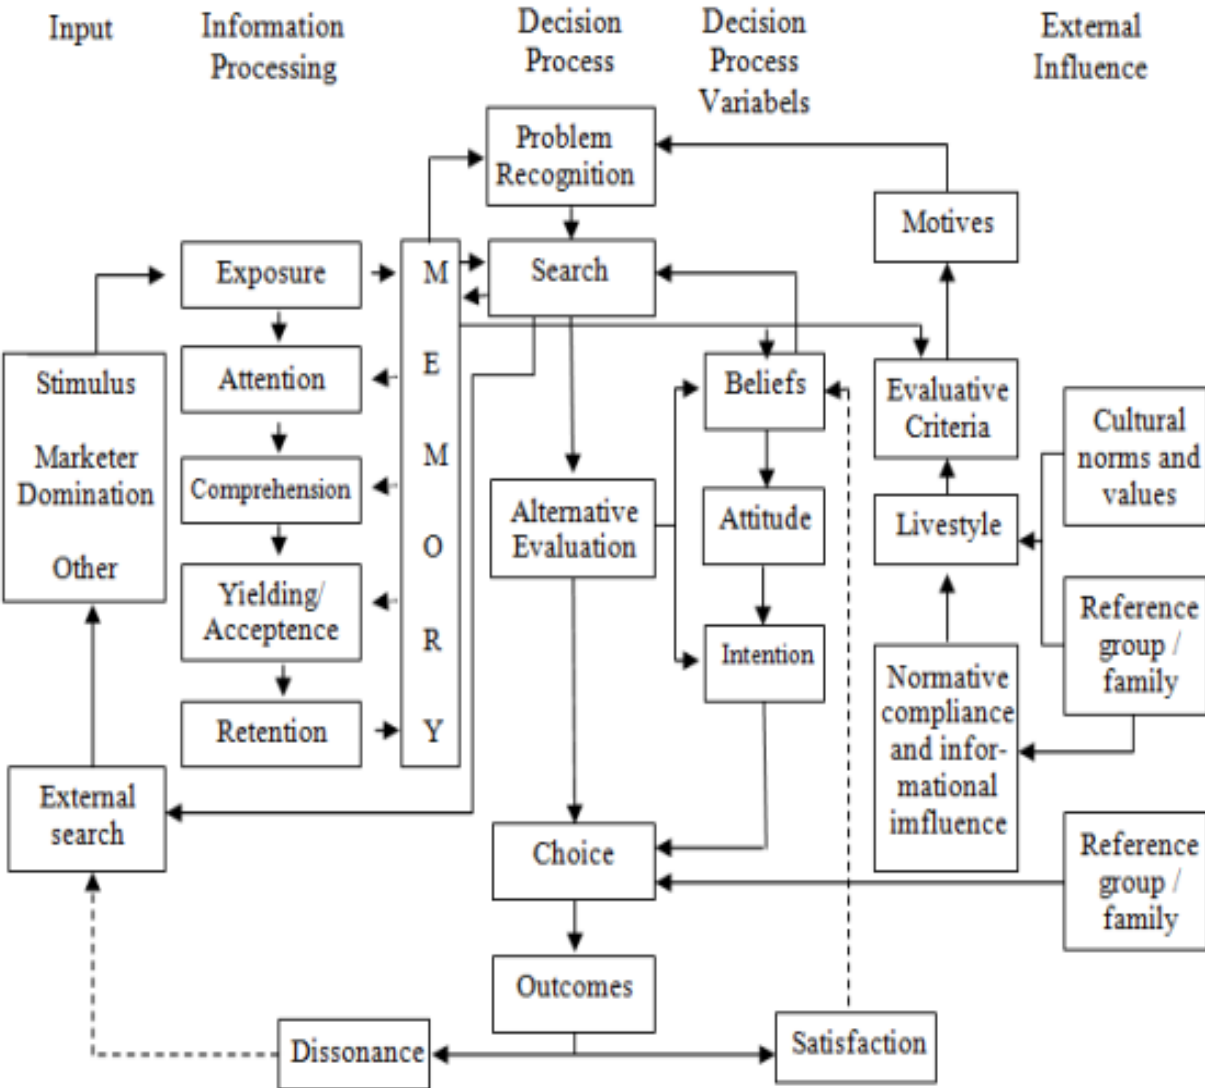 Input
Information
Processing
Decision
Process
Decision
Process
Variabels
External
Influence
Problem
Recognition
Motives
Exposure
M
E
M
O
R
Y
Search
Stimulus
Marketer
Domination
Other
Attention
Beliefs
Evaluative
Criteria
Cultural
norms and
values
Comprehension
Alternative
Evaluation
Attitude
Livestyle
Yielding/
Acceptence
Intention
Reference
group /
family
Normative
compliance
and infor-
mational
imfluence
Retention
External
search
Choice
Reference
group /
family
Outcomes
Dissonance
Satisfaction